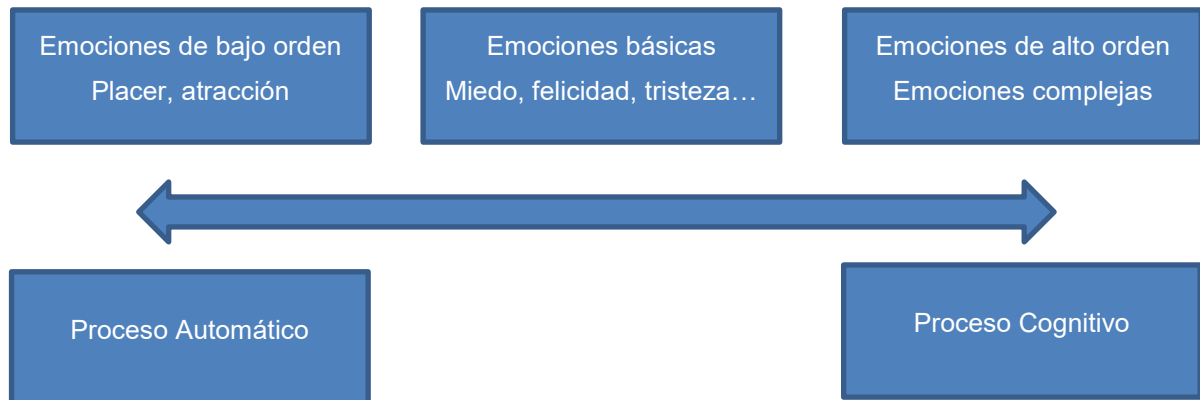 Emociones de bajo orden
Placer, atracción
Emociones básicas
Miedo, felicidad, tristeza…
Emociones de alto orden
Emociones complejas
Proceso Automático
Proceso Cognitivo